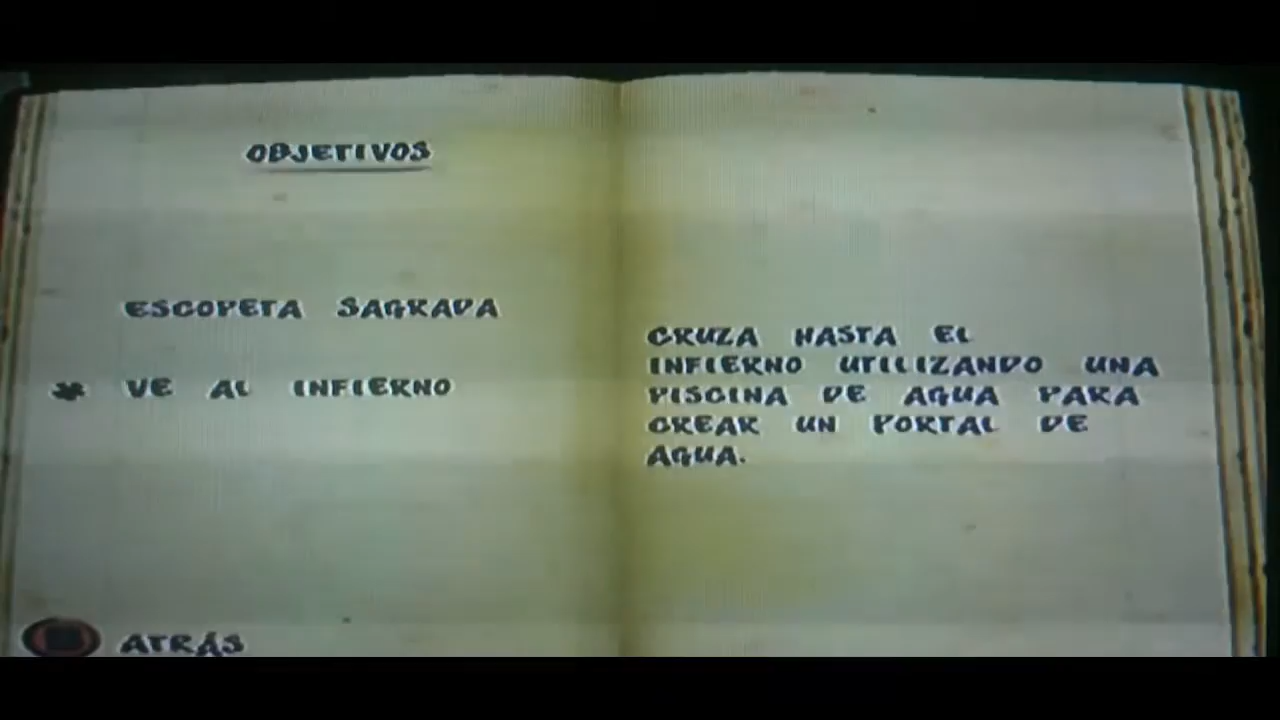 OBJETIVOS
ESCOPETA SAGRADA
VE AL INFIERNO
CRUZA HASTA EL
INFIERNO UTILIZANDO UNA
PISCINA DE AGUA PARA
CREAR UN PORTAL DE
AGUA.
ATRÁS